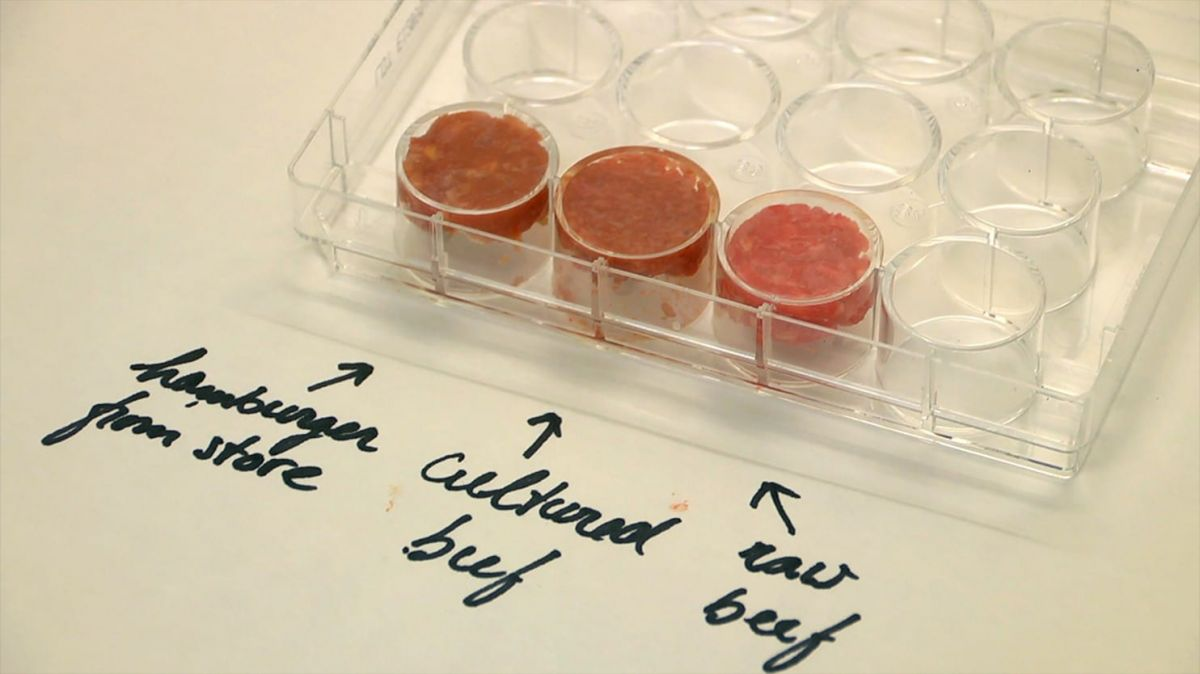 hamburger
from store
cultured
beef
raw
beef